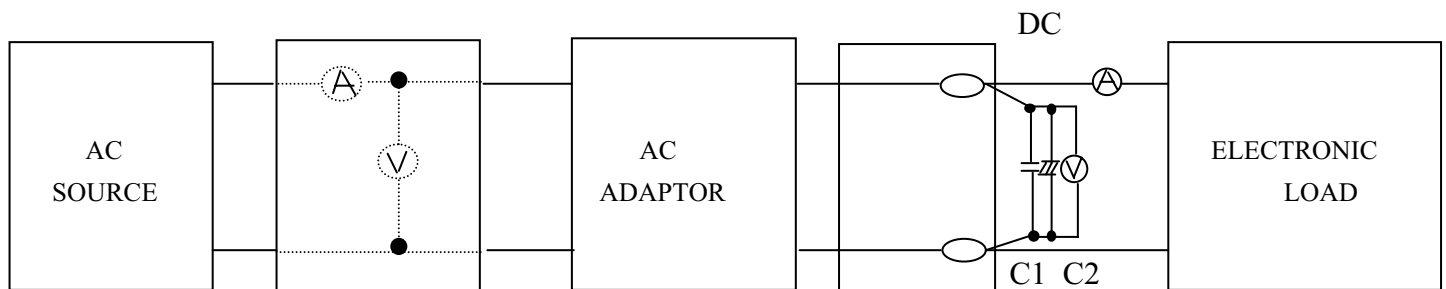 DC
A
A
AC
SOURCE
V
AC
ADAPTOR
V
ELECTRONIC
LOAD
C1 C2